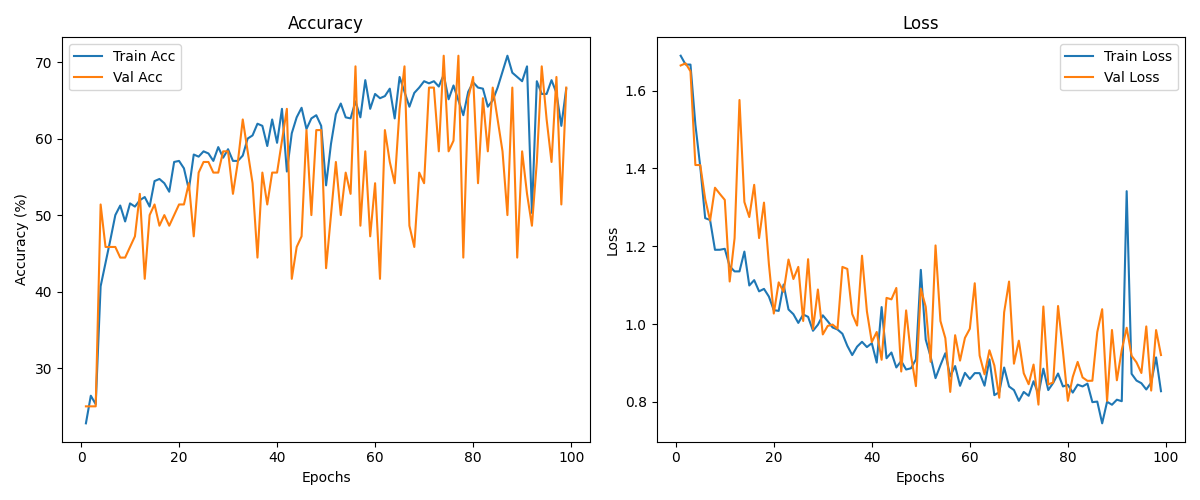 Accuracy
Train Acc
Val Acc
Accuracy (%)
70
60
50
40
30
0 20 40 60 80 100
Epochs
Loss
Train Loss
Val Loss
Loss
1.6
1.4
1.2
1.0
0.8
0 20 40 60 80 100
Epochs